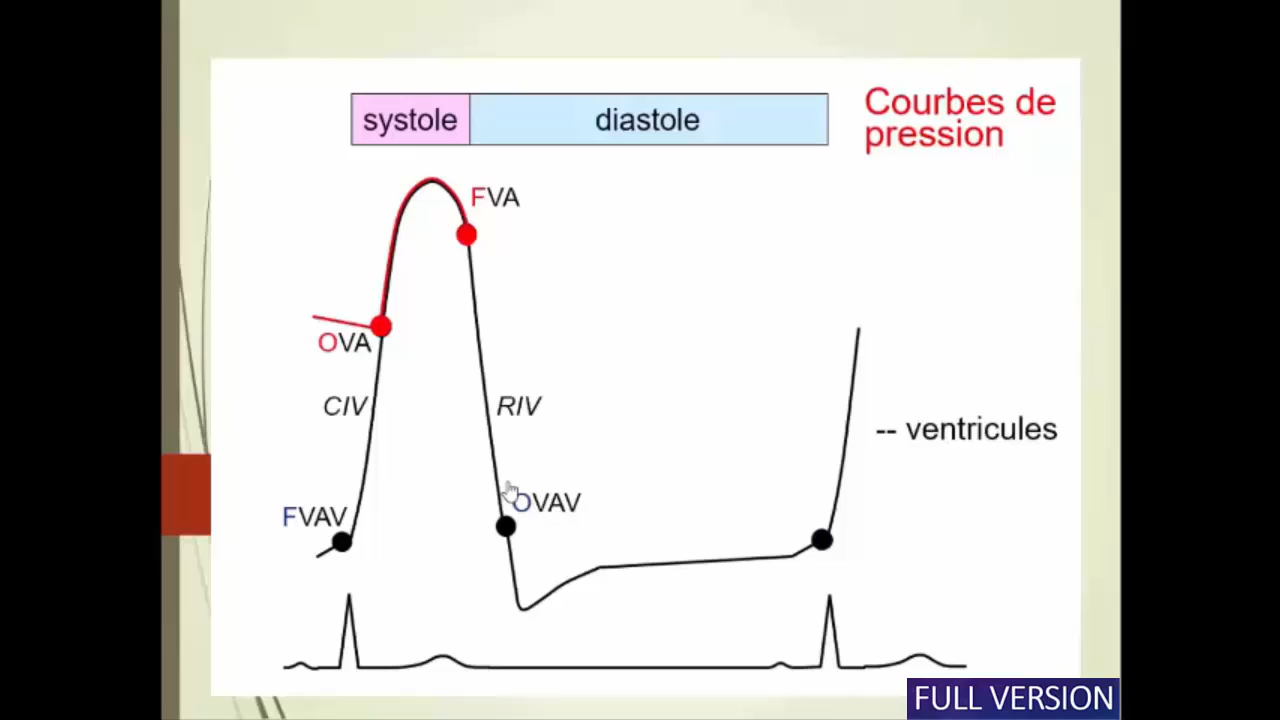 systole
diastole
Courbes de
pression
FVA
OVA
CIV
RIV
-- ventricules
FVAV
OVAV
FULL VERSION